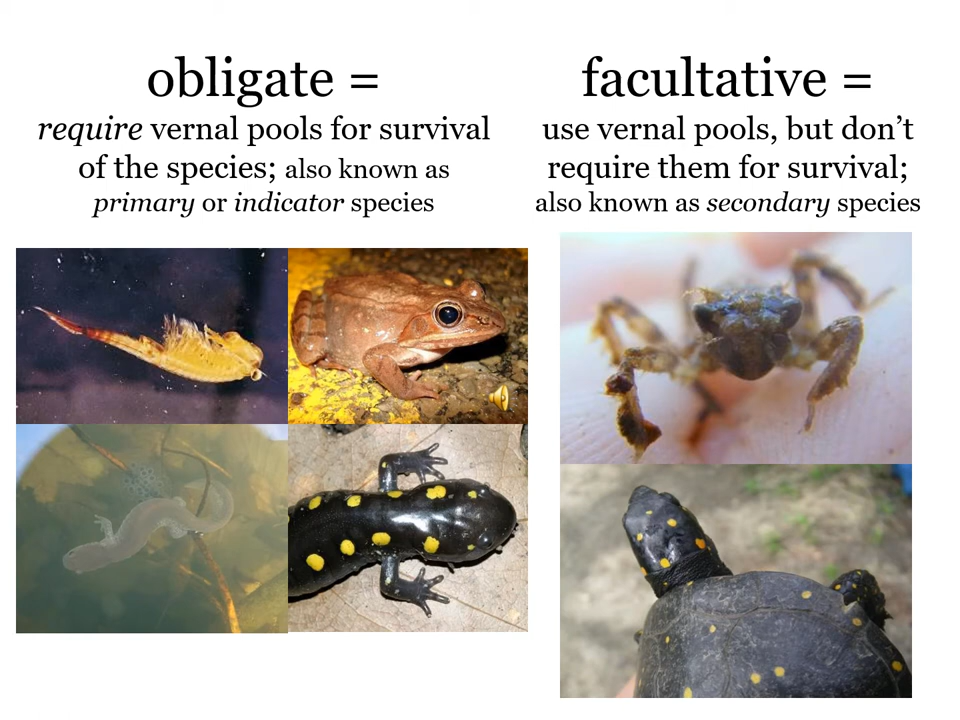 obligate =
require vernal pools for survival
of the species; also known as
primary or indicator species
facultative =
use vernal pools, but don’t
require them for survival;
also known as secondary species